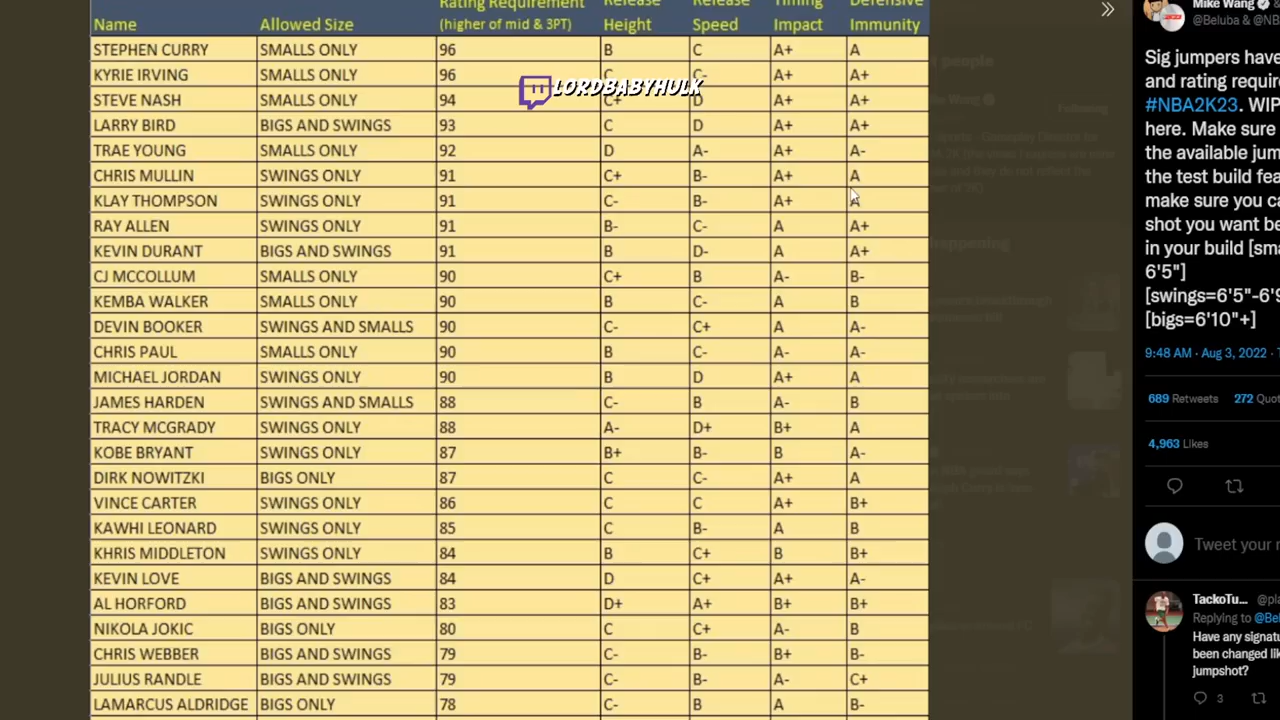 Rating Requirement Release Release Timing Defensive
Name Allowed Size (higher of mid & 3PT) Height Speed Impact Immunity
STEPHEN CURRY SMALLS ONLY 96 B C A+ A
KYRIE IRVING SMALLS ONLY 96 C C- A+ A+
LORDBABYHULK
STEVE NASH SMALLS ONLY 94 C+ D A+ A+
LARRY BIRD BIGS AND SWINGS 93 C D A+ A+
TRAE YOUNG SMALLS ONLY 92 D A- A+ A-
CHRIS MULLIN SWINGS ONLY 91 C+ B- A+ A
KLAY THOMPSON SWINGS ONLY 91 C- B- A+ A
RAY ALLEN SWINGS ONLY 91 B- C- A A+
KEVIN DURANT BIGS AND SWINGS 91 B D- A A+
CJ MCCOLLUM SMALLS ONLY 90 C+ B A- B-
KEMBA WALKER SMALLS ONLY 90 B C- A B
DEVIN BOOKER SWINGS AND SMALLS 90 C- C+ A A-
CHRIS PAUL SMALLS ONLY 90 B C- A- A-
MICHAEL JORDAN SWINGS ONLY 90 B D A+ A
JAMES HARDEN SWINGS AND SMALLS 88 C- B A- B
TRACY MCGRADY SWINGS ONLY 88 A- D+ B+ A
KOBE BRYANT SWINGS ONLY 87 B+ B- B A-
DIRK NOWITZKI BIGS ONLY 87 C C- A+ A
VINCE CARTER SWINGS ONLY 86 C C A+ B+
KAWHI LEONARD SWINGS ONLY 85 C B- A B
KHRIS MIDDLETON SWINGS ONLY 84 B C+ B B+
KEVIN LOVE BIGS AND SWINGS 84 D C+ A+ A-
AL HORFORD BIGS AND SWINGS 83 D+ A+ B+ B+
NIKOLA JOKIC BIGS ONLY 80 C C+ A- B
CHRIS WEBBER BIGS AND SWINGS 79 C- B- B+ B-
JULIUS RANDLE BIGS AND SWINGS 79 C- B- A- C+
LAMARCUS ALDRIDGE BIGS ONLY 78 C- B A B-
Mike Wang
@Beluba & @NB
Sig jumpers have
and rating requir
#NBA2K23. WIP
here. Make sure
the available jum
the test build fea
make sure you ca
shot you want be
in your build [sma
6'5"]
[swings=6'5"-6'9
[bigs=6'10"+]
9:48 AM · Aug 3, 2022 ·
689 Retweets 272 Quot
4,963 Likes
Tweet your r
TackoTu... @pla
Replying to @Bel
Have any signatu
been changed lik
jumpshot?
3